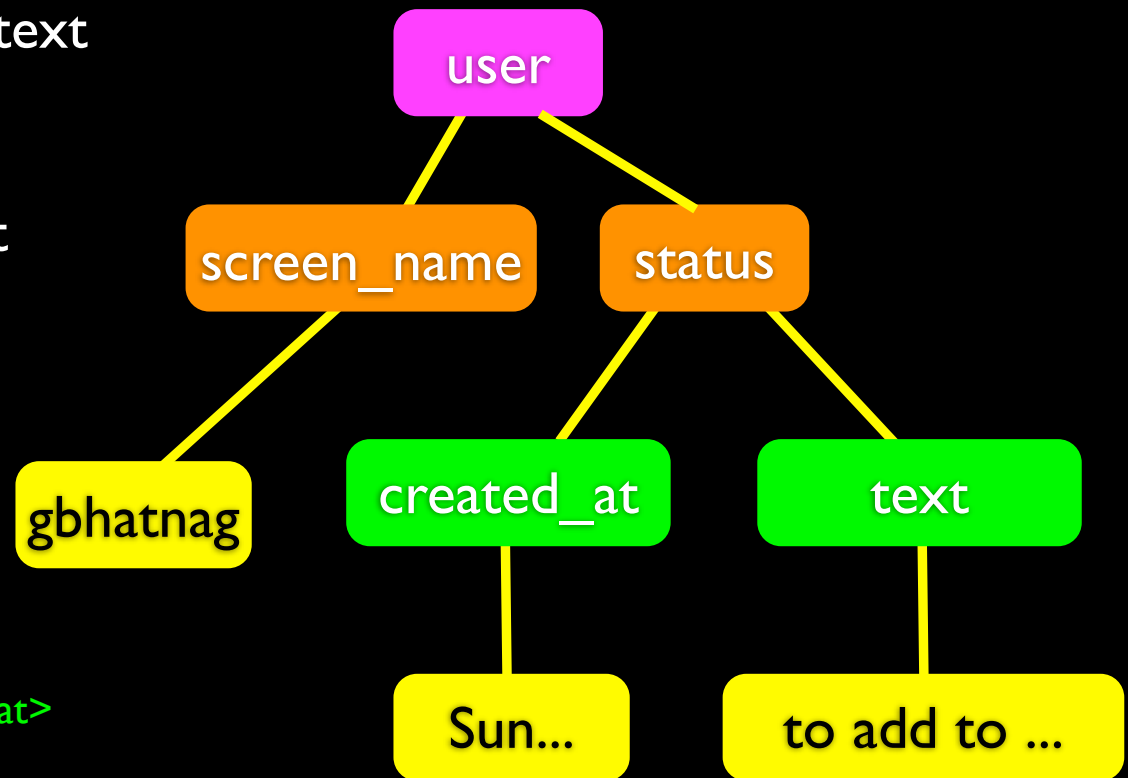 text
user
t
screen_name
status
gbhatnag
created_at
text
at>
Sun...
to add to ...